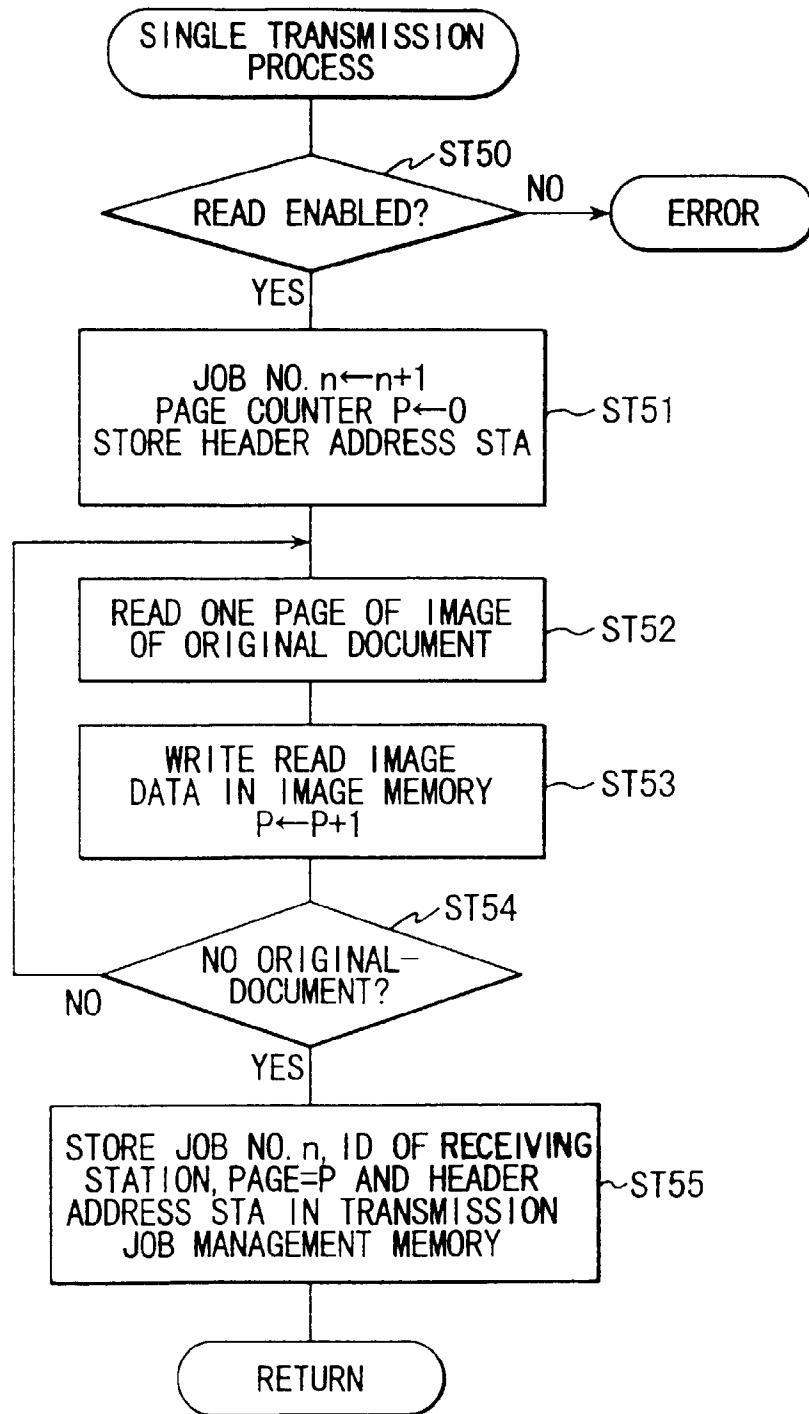 SINGLE TRANSMISSION
PROCESS
ST50
READ ENABLED?
NO
ERROR
YES
JOB NO. n←n+1
PAGE COUNTER P←0
STORE HEADER ADDRESS STA
ST51
READ ONE PAGE OF IMAGE
OF ORIGINAL DOCUMENT
ST52
WRITE READ IMAGE
DATA IN IMAGE MEMORY
P←P+1
ST53
ST54
NO ORIGINAL-
DOCUMENT?
NO
YES
STORE JOB NO. n, ID OF RECEIVING
STATION, PAGE=P AND HEADER
ADDRESS STA IN TRANSMISSION
JOB MANAGEMENT MEMORY
ST55
RETURN